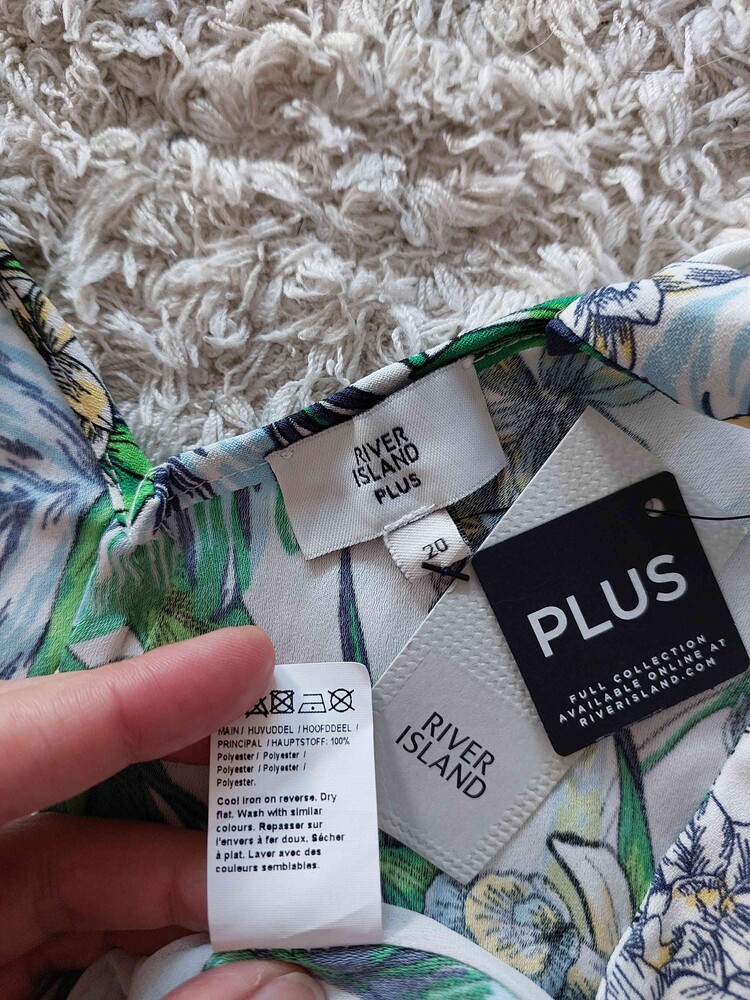 RIVER
ISLAND
PLUS
20
PLUS
FULL COLLECTION
AVAILABLE ONLINE AT
RIVERISLAND.COM
RIVER
ISLAND
MAIN / HUVUDDEL / HOOFDDEEL /
PRINCIPAL / HAUPTSTOFF: 100%
Polyester / Polyester /
Polyester / Polyester /
Polyester.
Cool iron on reverse. Dry
flat. Wash with similar
colours. Repasser sur
l'envers à fer doux. Sécher
à plat. Laver avec des
couleurs semblables.